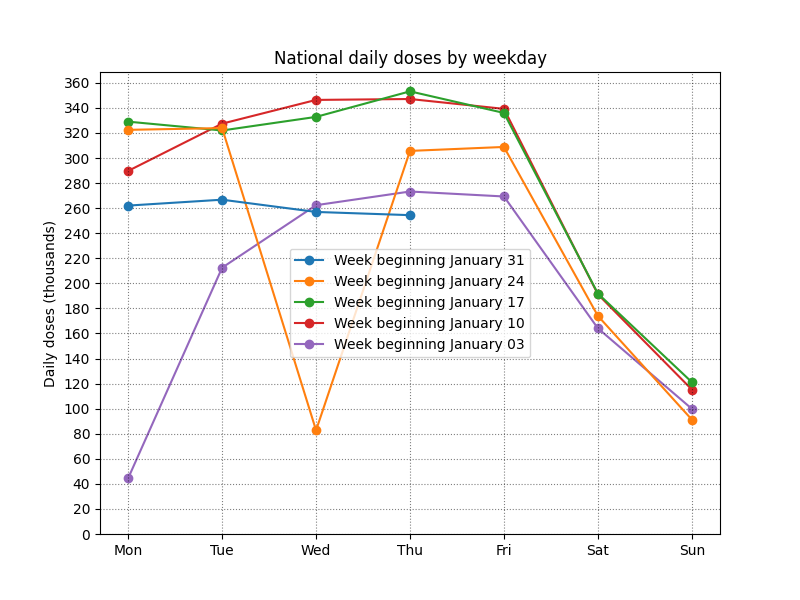 National daily doses by weekday
Daily doses (thousands)
360
340
320
300
280
260
240
220
200
180
160
140
120
100
80
60
40
20
0
Week beginning January 31
Week beginning January 24
Week beginning January 17
Week beginning January 10
Week beginning January 03
Mon Tue Wed Thu Fri Sat Sun